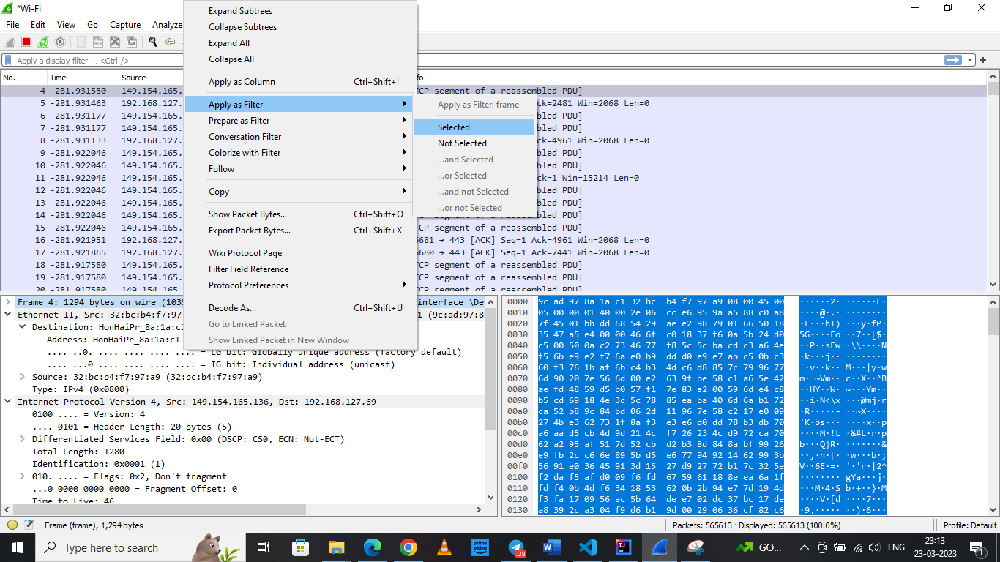 *Wi-Fi
File Edit View Go Capture Analyze
Apply a display filter ... <Ctrl-/>
No. Time Source fo
4 -281.931550 149.154.165. CP segment of a reassembled PDU]
5 -281.931463 192.168.127. ck=2481 Win=2068 Len=0
6 -281.931177 149.154.165. bled PDU]
7 -281.931177 149.154.165. bled PDU]
8 -281.931133 192.168.127. ck=4961 Win=2068 Len=0
9 -281.922046 149.154.165. bled PDU]
10 -281.922046 149.154.165. bled PDU]
11 -281.922046 149.154.165. ck=1 Win=15214 Len=0
12 -281.922046 149.154.165. bled PDU]
13 -281.922046 149.154.165. bled PDU]
14 -281.922046 149.154.165. bled PDU]
15 -281.922046 149.154.165. CP segment of a reassembled PDU]
16 -281.921951 192.168.127. 5681 → 443 [ACK] Seq=1 Ack=4961 Win=2068 Len=0
17 -281.921865 192.168.127. 5680 → 443 [ACK] Seq=1 Ack=7441 Win=2068 Len=0
18 -281.917580 149.154.165. CP segment of a reassembled PDU]
19 -281.917580 149.154.165. CP segment of a reassembled PDU]
20 -281.917580 149.154.165. CP segment of a reassembled PDU]
Expand Subtrees
Collapse Subtrees
Expand All
Collapse All
Apply as Column Ctrl+Shift+I
Apply as Filter
Prepare as Filter
Conversation Filter
Colorize with Filter
Follow
Copy
Show Packet Bytes... Ctrl+Shift+O
Export Packet Bytes... Ctrl+Shift+X
Wiki Protocol Page
Filter Field Reference
Protocol Preferences
Decode As... Ctrl+Shift+U
Go to Linked Packet
Show Linked Packet in New Window
Apply as Filter: frame
Selected
Not Selected
...and Selected
...or Selected
...and not Selected
...or not Selected
Frame 4: 1294 bytes on wire (1035 interface \De
Ethernet II, Src: 32:bc:b4:f7:97 1 (9c:ad:97:8
Destination: HonHaiPr_8a:1a:c1
Address: HonHaiPr_8a:1a:c1
.... ..0. .... .... .... .... = LG bit: Globally unique address (factory default)
.... ...0 .... .... .... .... = IG bit: Individual address (unicast)
Source: 32:bc:b4:f7:97:a9 (32:bc:b4:f7:97:a9)
Type: IPv4 (0x0800)
Internet Protocol Version 4, Src: 149.154.165.136, Dst: 192.168.127.69
0100 .... = Version: 4
.... 0101 = Header Length: 20 bytes (5)
Differentiated Services Field: 0x00 (DSCP: CS0, ECN: Not-ECT)
Total Length: 1280
Identification: 0x0001 (1)
010. .... = Flags: 0x2, Don't fragment
...0 0000 0000 0000 = Fragment Offset: 0
Time to Live: 46
0000 9c ad 97 8a 1a c1 32 bc b4 f7 97 a9 08 00 45 00 ······2· ······E·
0010 05 00 00 01 40 00 2e 06 cc e6 95 9a a5 88 c0 a8 ····@·.· ········
0020 7f 45 01 bb dd 68 54 29 ae e2 98 79 01 66 50 18 ·E···hT) ···y·fP·
0030 35 47 a5 e4 00 00 46 6f c0 18 37 f6 0a 5b 24 d0 5G····Fo ··7··[$·
0040 c5 00 50 0a c2 73 46 77 f8 5c 5c ba cd c3 a6 4e ··P··sFw ·\\····N
0050 f5 6b e9 e2 f7 6a e0 b9 dd d0 e9 e7 ab c5 0b c3 ·k···j·· ········
0060 60 f3 76 1b af 6b c4 b3 4d c6 d8 85 7c 79 96 77 `·v··k·· M···|y·w
0070 6d 90 20 7e 56 6d 00 e2 63 9f be 58 c1 a6 5e 42 m· ~Vm·· c··X··^B
0080 ae fd 48 59 d5 b0 57 f1 7e 83 e2 00 59 6d e4 c8 ··HY··W· ~···Ym··
0090 b5 cd 69 18 4e 3c 5c 78 85 ea ba 40 6d 6a b1 72 ··i·N<\x ···@mj·r
00a0 ca 52 b8 9c 84 bd 06 2d 11 96 7e 58 c2 17 e0 09 ·R·····- ··~X····
00b0 27 4b e3 62 73 1f 8a f3 e3 e6 d0 dd 78 b3 db 70 'K·bs··· ····x··p
00c0 a6 aa d5 cb 4d 9d 21 4c f7 26 23 4c d9 72 ca 70 ····M·!L ·&#L·r·p
00d0 62 a2 95 af 51 7d 52 cb d2 b3 8d 84 8a bf 99 26 b···Q}R· ·······&
00e0 e9 fb 2c c6 6e 89 5b d5 e6 77 94 92 14 62 99 3b ··,·n·[· ·w···b·;
00f0 56 91 e0 36 45 91 3d 15 27 d9 27 72 b1 7c 32 5e V··6E·=· '·'r·|2^
0100 f2 da f5 af d0 09 f6 fd 67 59 61 18 8e ea 6a 1f ········ gYa···j·
0110 fd f4 0b 4d f6 34 18 53 62 0b 2b 94 e7 7d 19 4d ···M·4·S b·+··}·M
0120 f3 fa 17 09 56 ac 5b 64 de e7 02 dc 37 bc 17 de ····V·[d ····7···
0130 a8 39 2c a3 04 f9 d6 b1 9d 00 29 06 36 cf 82 c6 ·9,····· ··)·6···
Frame (frame), 1,294 bytes Packets: 565613 · Displayed: 565613 (100.0%) Profile: Default
Type here to search prime video .29 GO... ENG 23:13
23-03-2023 1